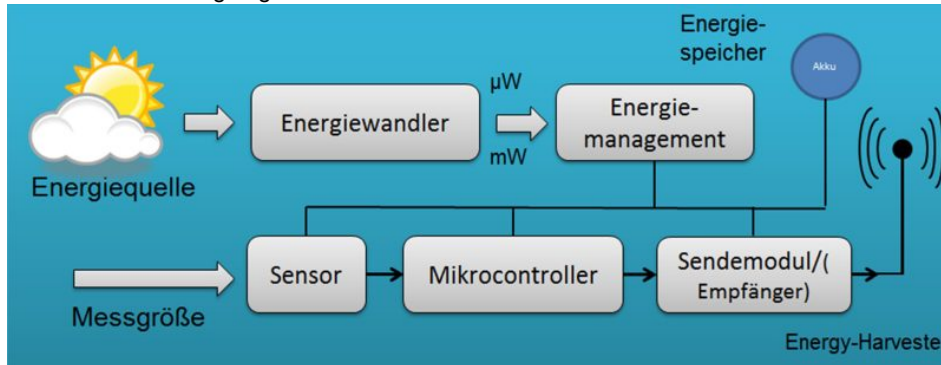 Energie-
speicher
Akku
µW
Energiewandler
Energie-
management
mW
Energiequelle
Sensor
Mikrocontroller
Sendemodul/(
Empfänger)
Messgröße
Energy-Harveste